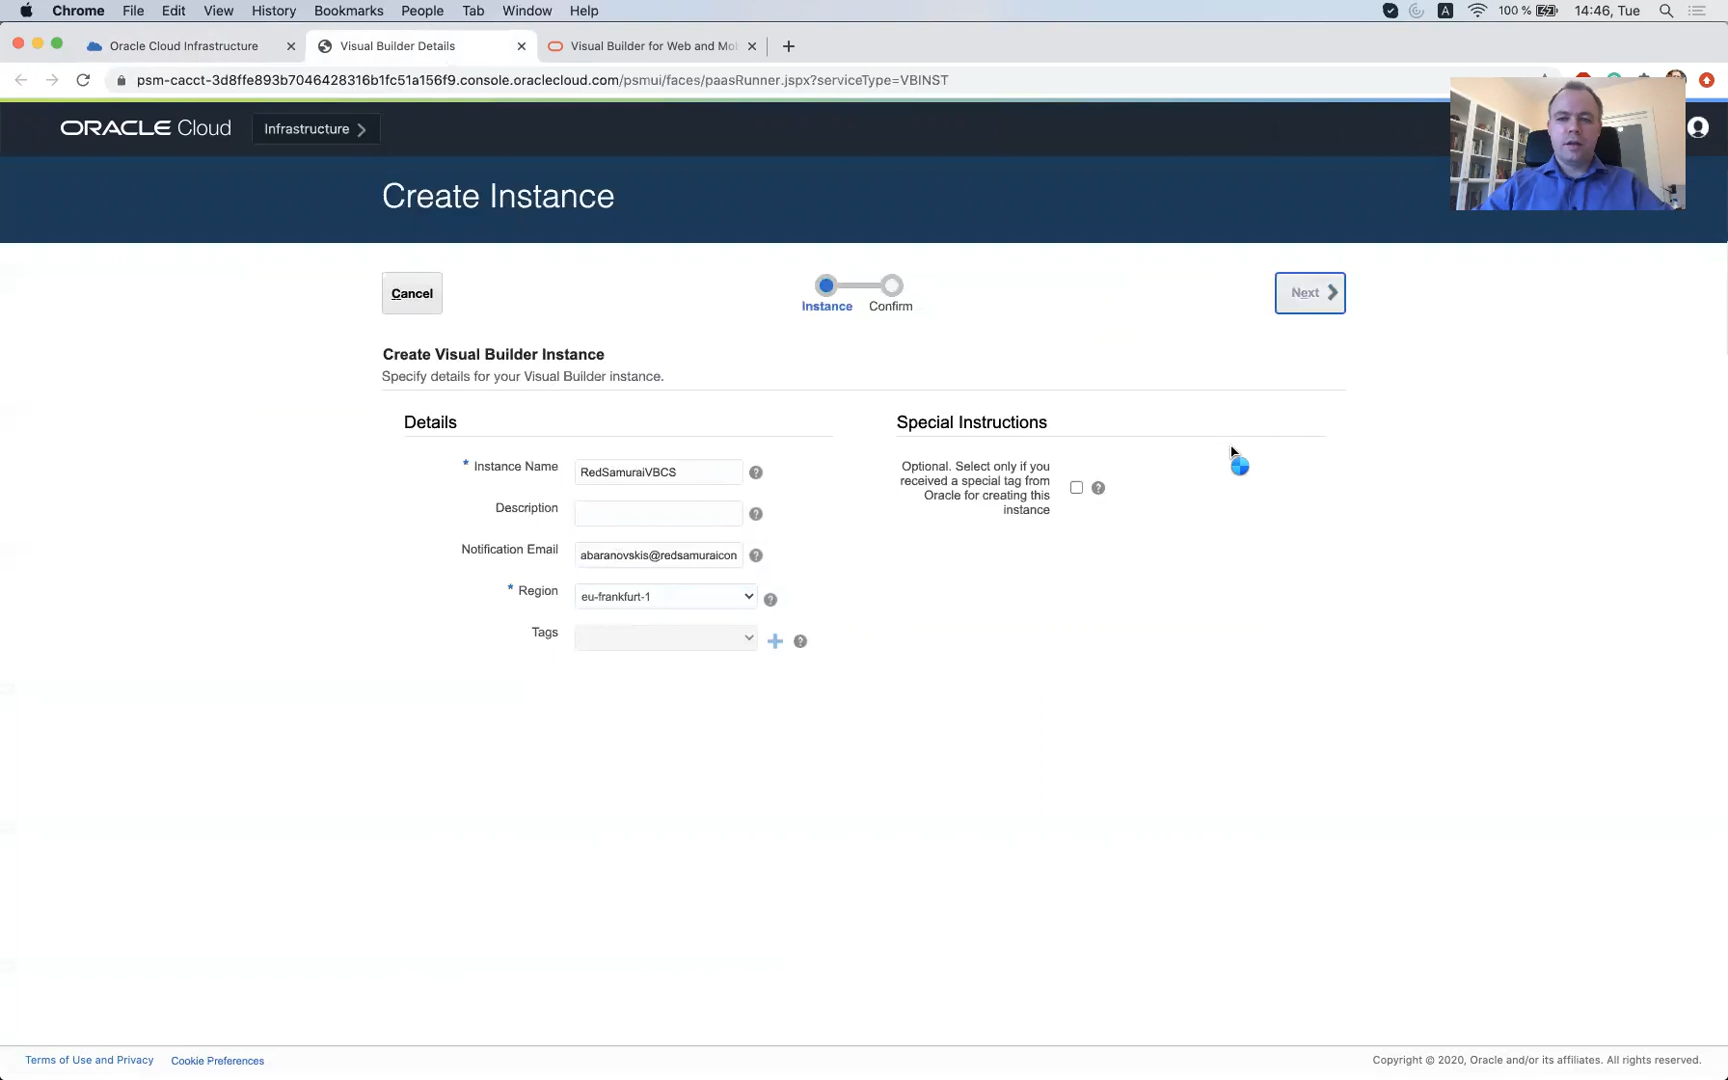 Chrome File Edit View History Bookmarks People Tab Window Help
A 100 % 14:46, Tue
Oracle Cloud Infrastructure
Visual Builder Details
Visual Builder for Web and Mo
psm-cacct-3d8ffe893b7046428316b1fc51a156f9.console.oraclecloud.com/psmui/faces/paasRunner.jspx?serviceType=VBINST
ORACLE Cloud
Infrastructure
Create Instance
Cancel
Instance
Confirm
Next
Create Visual Builder Instance
Specify details for your Visual Builder instance.
Details
* Instance Name
RedSamuraiVBCS
?
Description
?
Notification Email
abaranovskis@redsamuraicon
?
* Region
eu-frankfurt-1
?
Tags
?
Special Instructions
Optional. Select only if you
received a special tag from
Oracle for creating this
instance
?
Terms of Use and Privacy
Cookie Preferences
Copyright © 2020, Oracle and/or its affiliates. All rights reserved.